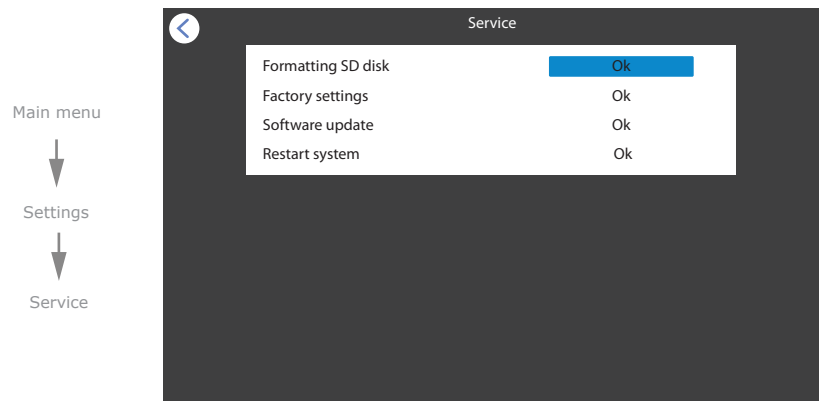 Main menu
Settings
Service
Service
Formatting SD disk Ok
Factory settings Ok
Software update Ok
Restart system Ok